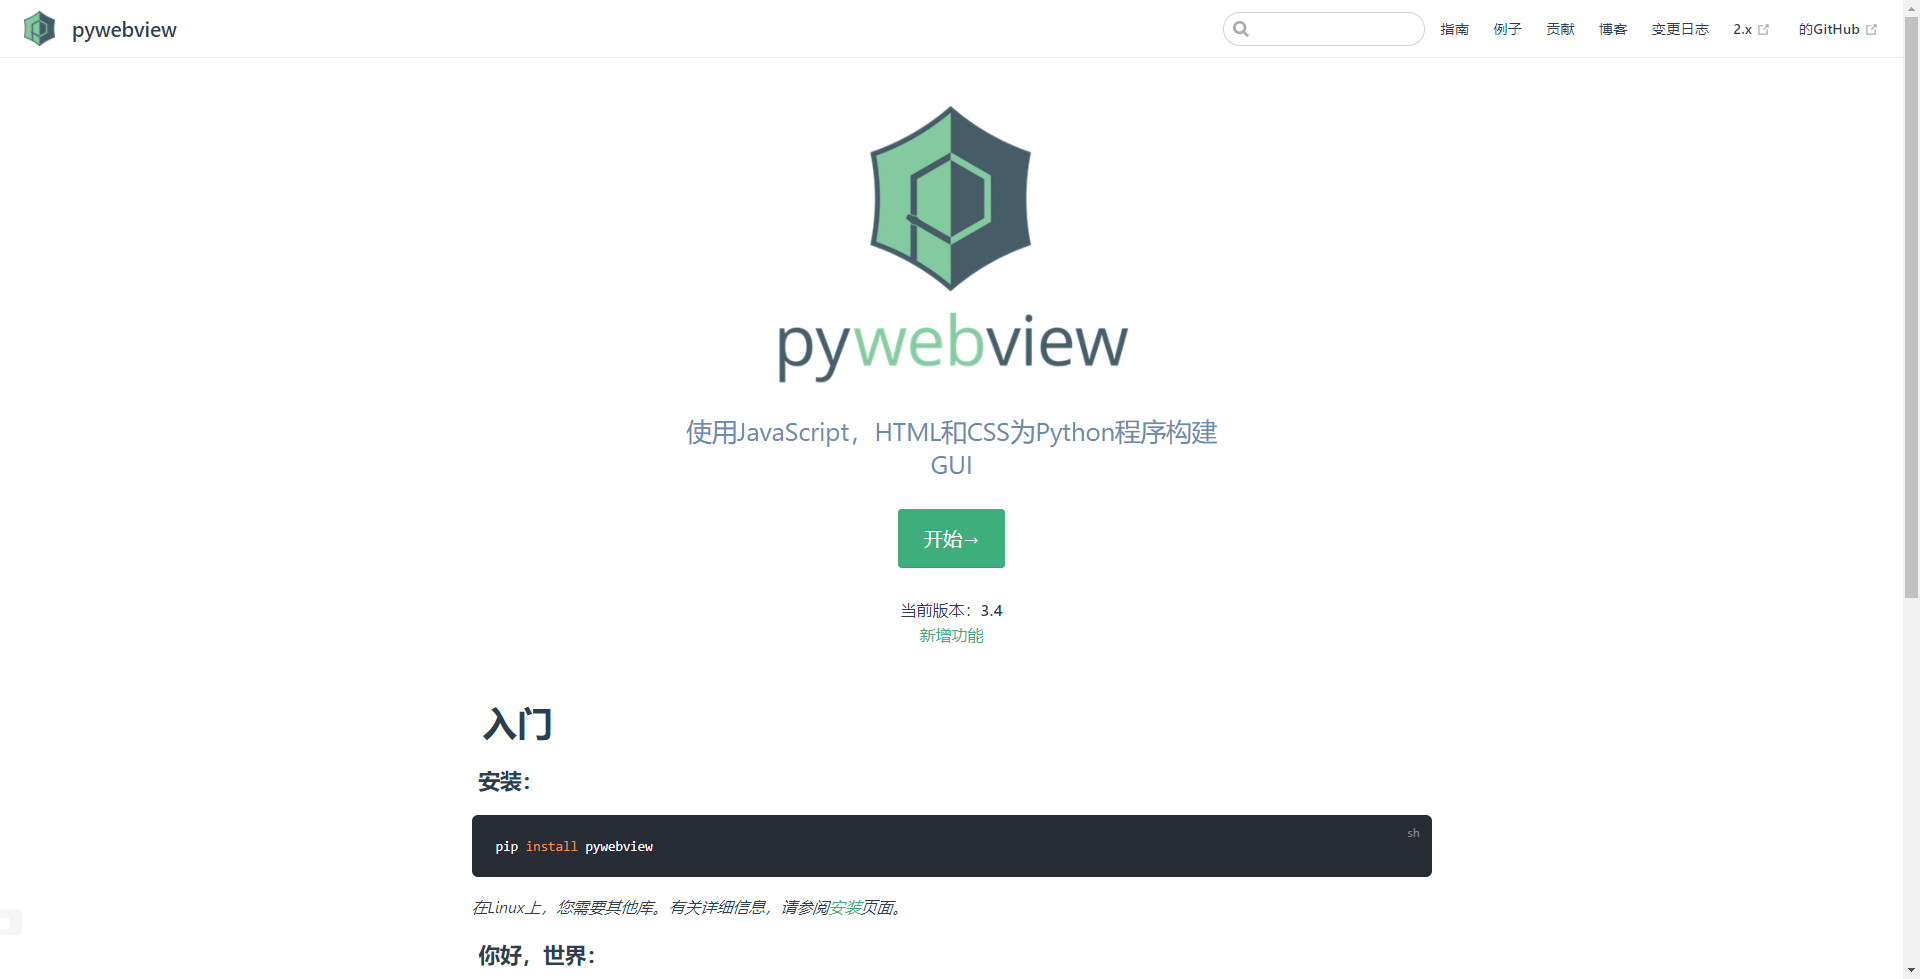 pywebview
指南 例子 贡献 博客 变更日志 2.x 的GitHub
pywebview
使用JavaScript，HTML和CSS为Python程序构建
GUI
开始→
当前版本：3.4
新增功能
入门
安装：
sh
pip install pywebview
在Linux上，您需要其他库。有关详细信息，请参阅安装页面。
你好，世界：